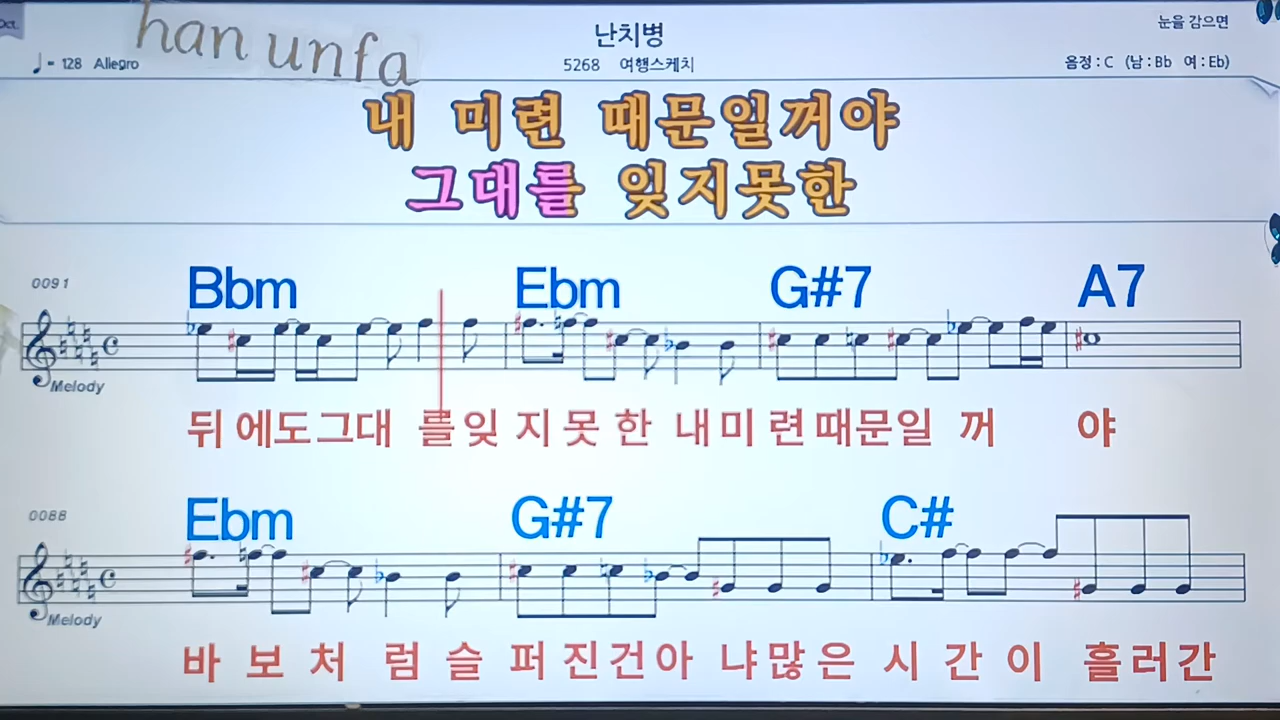 han unfa
난치병
눈을 감으면
♩= 128 Allegro
5268 여행스케치
음정 : C (남 : Bb 여 : Eb)
내 미련 때문일꺼야
그대를 잊지못한
0091
Bbm Ebm G#7 A7
Melody
뒤 에도그대 를잊 지 못 한 내미 련때문일 꺼 야
0088
Ebm G#7 C#
Melody
바 보 처 럼 슬 퍼 진건아 냐많은 시 간 이 흘러간